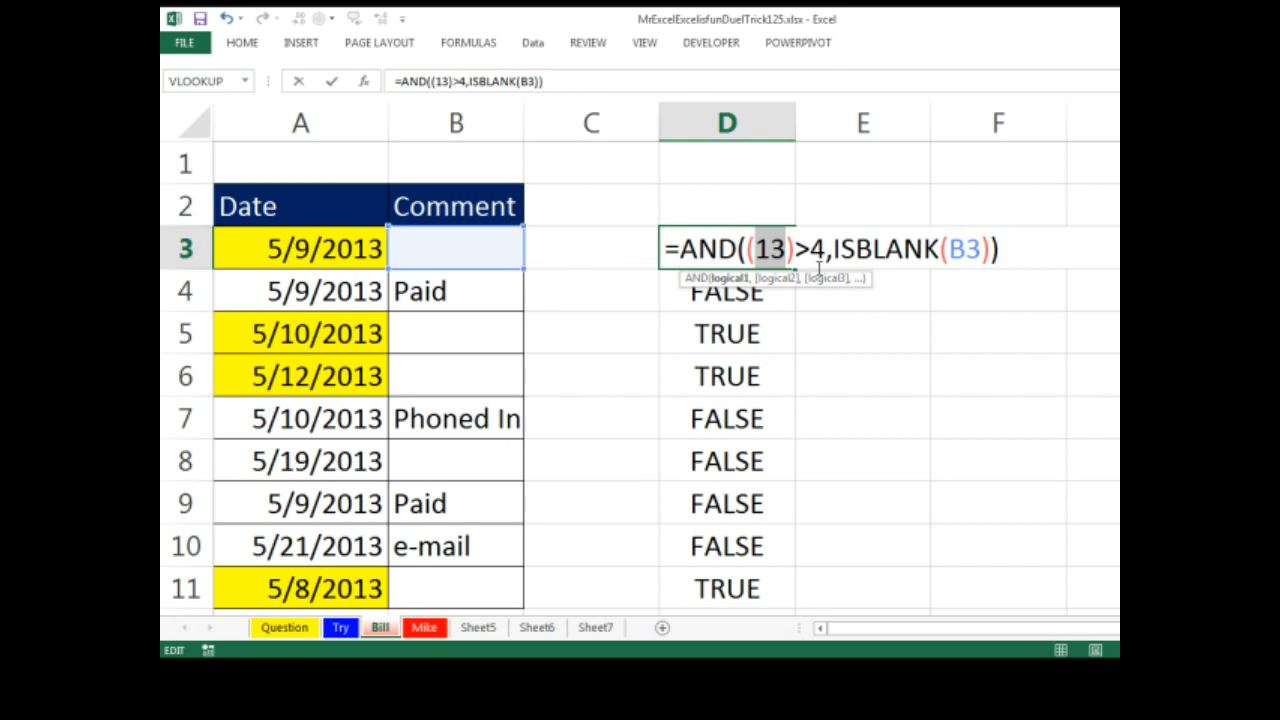 MrExcelExcelisfunDuelTrick125.xlsx - Excel
FILE HOME INSERT PAGE LAYOUT FORMULAS Data REVIEW VIEW DEVELOPER POWERPIVOT
VLOOKUP fx =AND((13)>4,ISBLANK(B3))
A B C D E F
1
2 Date Comment
3 5/9/2013 =AND((13)>4,ISBLANK(B3))
AND(logical1, [logical2], [logical3], ...)
4 5/9/2013 Paid FALSE
5 5/10/2013 TRUE
6 5/12/2013 TRUE
7 5/10/2013 Phoned In FALSE
8 5/19/2013 FALSE
9 5/9/2013 Paid FALSE
10 5/21/2013 e-mail FALSE
11 5/8/2013 TRUE
Question Try Bill Mike Sheet5 Sheet6 Sheet7
EDIT